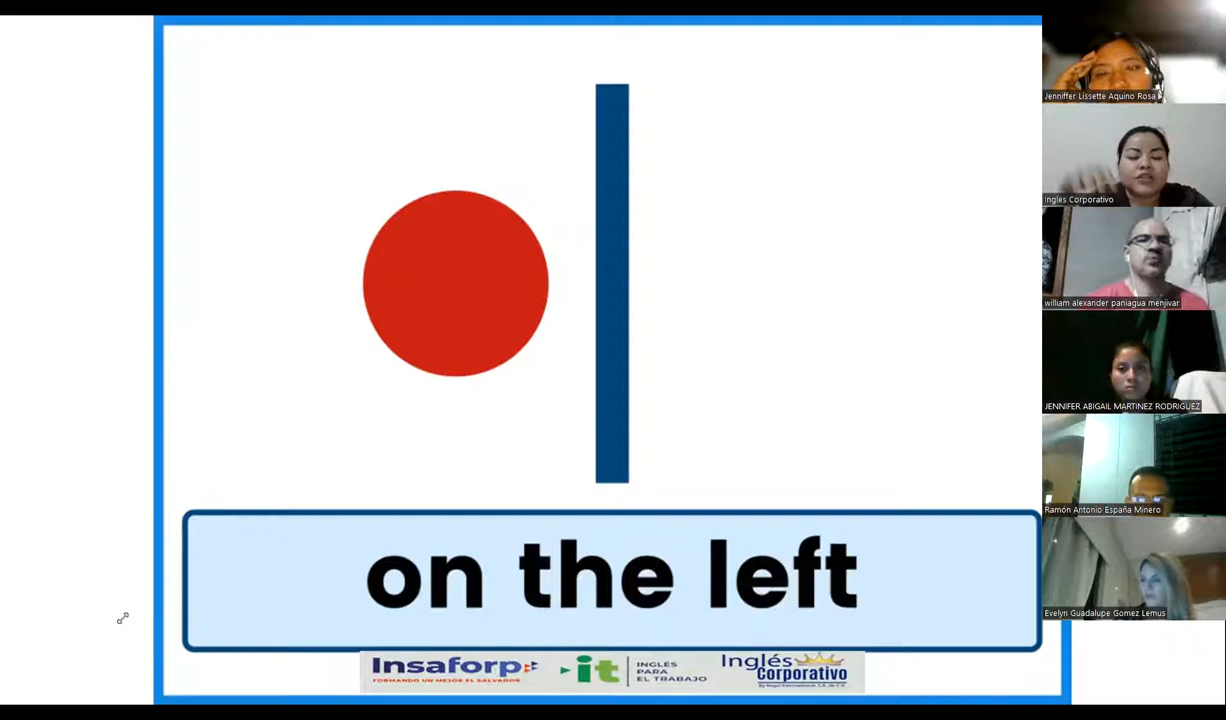 on the left
Insaforp
FORMANDO UN MEJOR EL SALVADOR
it
INGLÉS
PARA
EL TRABAJO
Inglés
Corporativo
Jenniffer Lissette Aquino Rosa
Ingles Corporativo
william alexander paniagua menjivar
JENNIFER ABIGAIL MARTINEZ RODRIGUEZ
Ramón Antonio España Minero
Evelyn Guadalupe Gomez Lemus